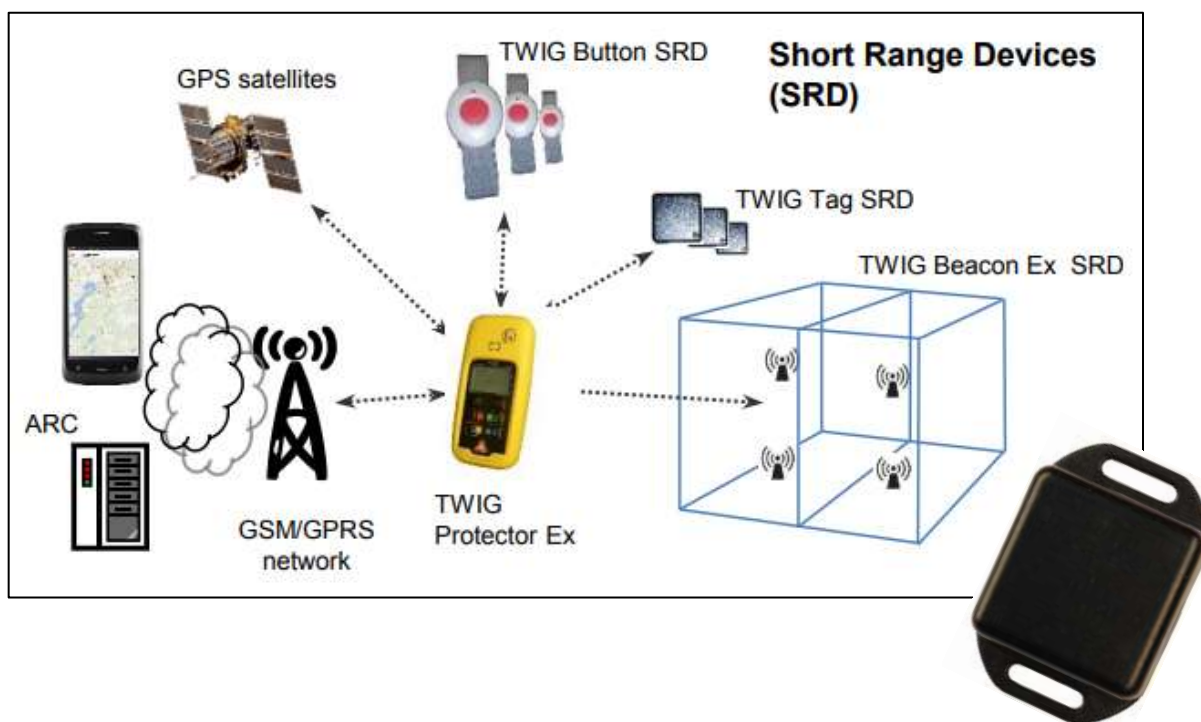 Short Range Devices
(SRD)
TWIG Button SRD
GPS satellites
TWIG Tag SRD
TWIG Beacon Ex SRD
ARC
GSM/GPRS
network
TWIG
Protector Ex